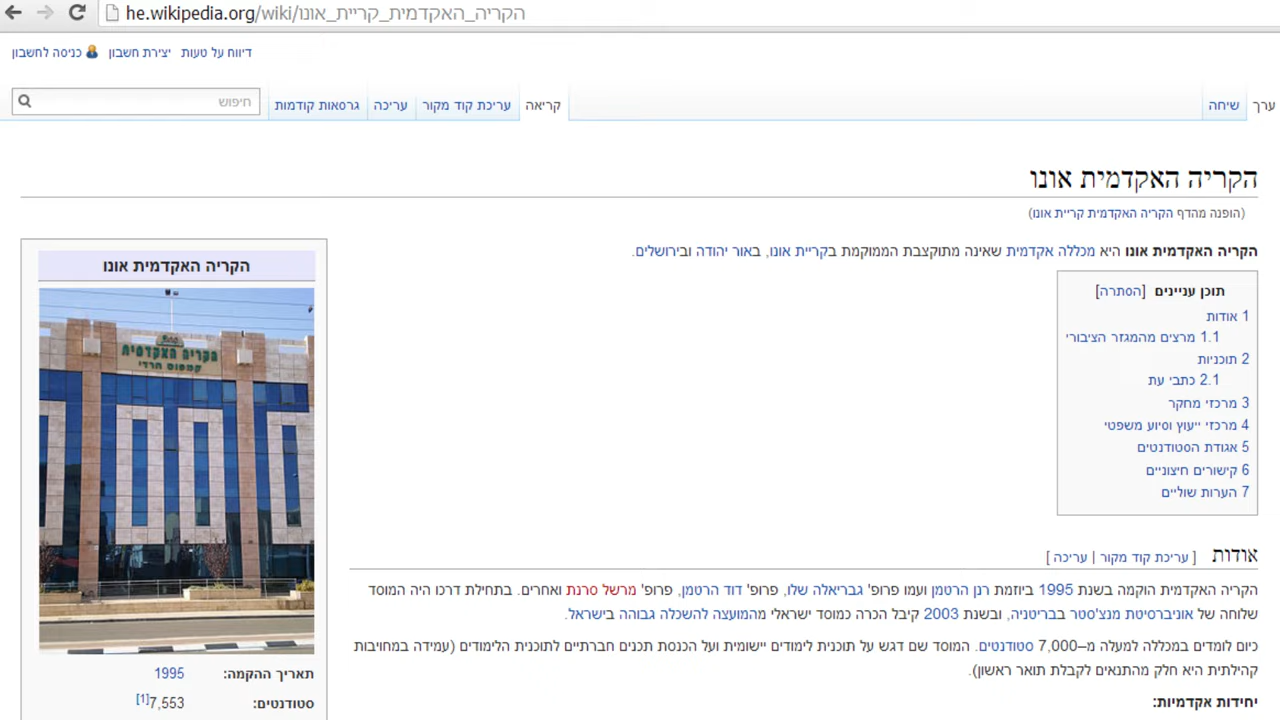 he.wikipedia.org/wiki/הקריה_האקדמית_קריית_אונו
דיווח על טעות יצירת חשבון כניסה לחשבון
ערך שיחה קריאה עריכת קוד מקור עריכה גרסאות קודמות חיפוש
הקריה האקדמית אונו
(הופנה מהדף הקריה האקדמית קריית אונו)
הקריה האקדמית אונו היא מכללה אקדמית שאינה מתוקצבת הממוקמת בקריית אונו, באור יהודה ובירושלים.
תוכן עניינים [הסתרה]
1 אודות
1.1 מרצים מהמגזר הציבורי
2 תוכניות
2.1 כתבי עת
3 מרכזי מחקר
4 מרכזי ייעוץ וסיוע משפטי
5 אגודת הסטודנטים
6 קישורים חיצוניים
7 הערות שוליים
הקריה האקדמית אונו
הקריה האקדמית
קמפוס חרדי
תאריך ההקמה: 1995
סטודנטים: 7,553[1]
אודות [ עריכת קוד מקור | עריכה ]
הקריה האקדמית הוקמה בשנת 1995 ביוזמת רנן הרטמן ועמו פרופ' גבריאלה שלו, פרופ' דוד הרטמן, פרופ' מרשל סרנת ואחרים. בתחילת דרכו היה המוסד
שלוחה של אוניברסיטת מנצ'סטר בבריטניה, ובשנת 2003 קיבל הכרה כמוסד ישראלי מהמועצה להשכלה גבוהה בישראל.
כיום לומדים במכללה למעלה מ–7,000 סטודנטים. המוסד שם דגש על תוכנית לימודים יישומית ועל הכנסת תכנים חברתיים לתוכנית הלימודים (עמידה במחויבות
קהילתית היא חלק מהתנאים לקבלת תואר ראשון).
יחידות אקדמיות: